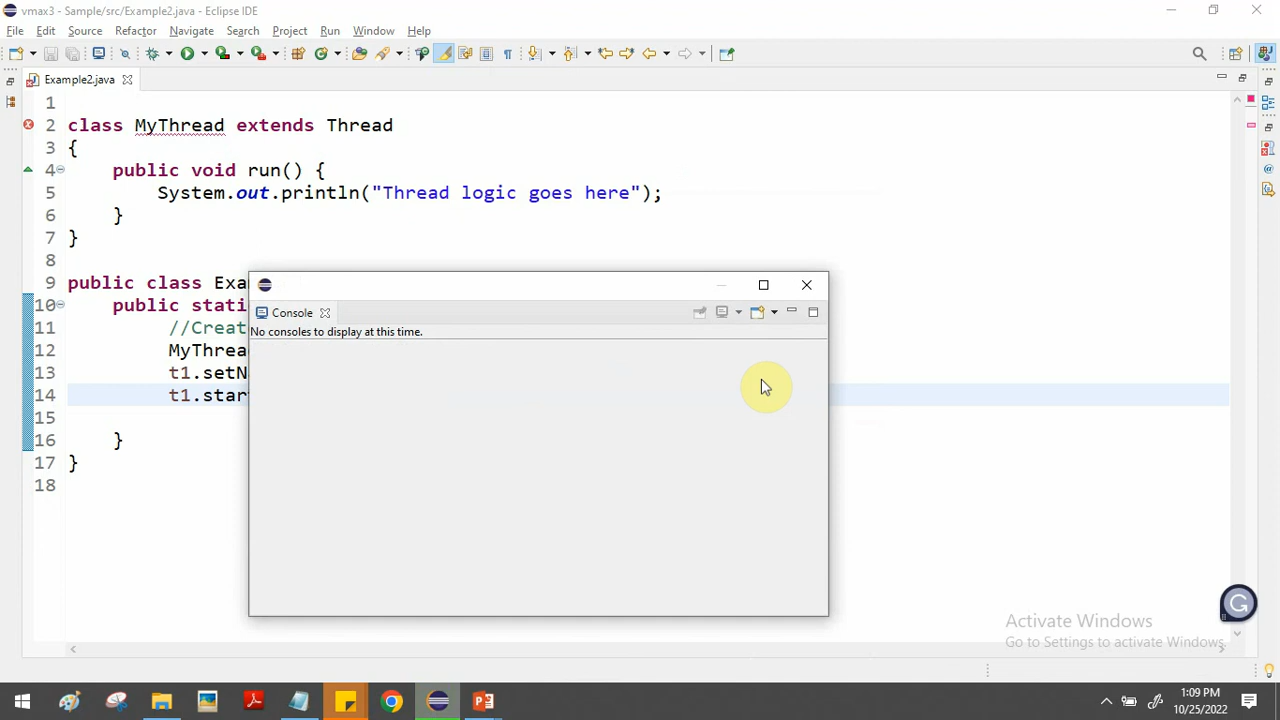 vmax3 - Sample/src/Example2.java - Eclipse IDE
File Edit Source Refactor Navigate Search Project Run Window Help
Example2.java
1
2 class MyThread extends Thread
3 {
4 public void run() {
5 System.out.println("Thread logic goes here");
6 }
7 }
8
9 public class Exa
10 public stati
11 //Creat
12 MyThrea
13 t1.setN
14 t1.star
15
16 }
17 }
18
Console
No consoles to display at this time.
Activate Windows
Go to Settings to activate Windows.
1:09 PM
10/25/2022